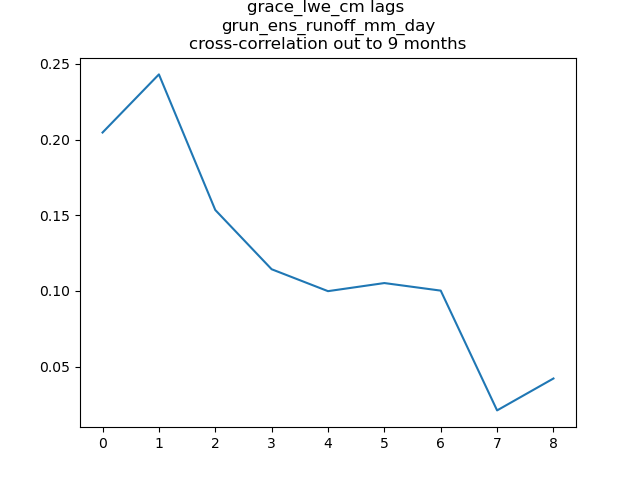 grace_lwe_cm lags
grun_ens_runoff_mm_day
cross-correlation out to 9 months
0.25
0.20
0.15
0.10
0.05
0 1 2 3 4 5 6 7 8